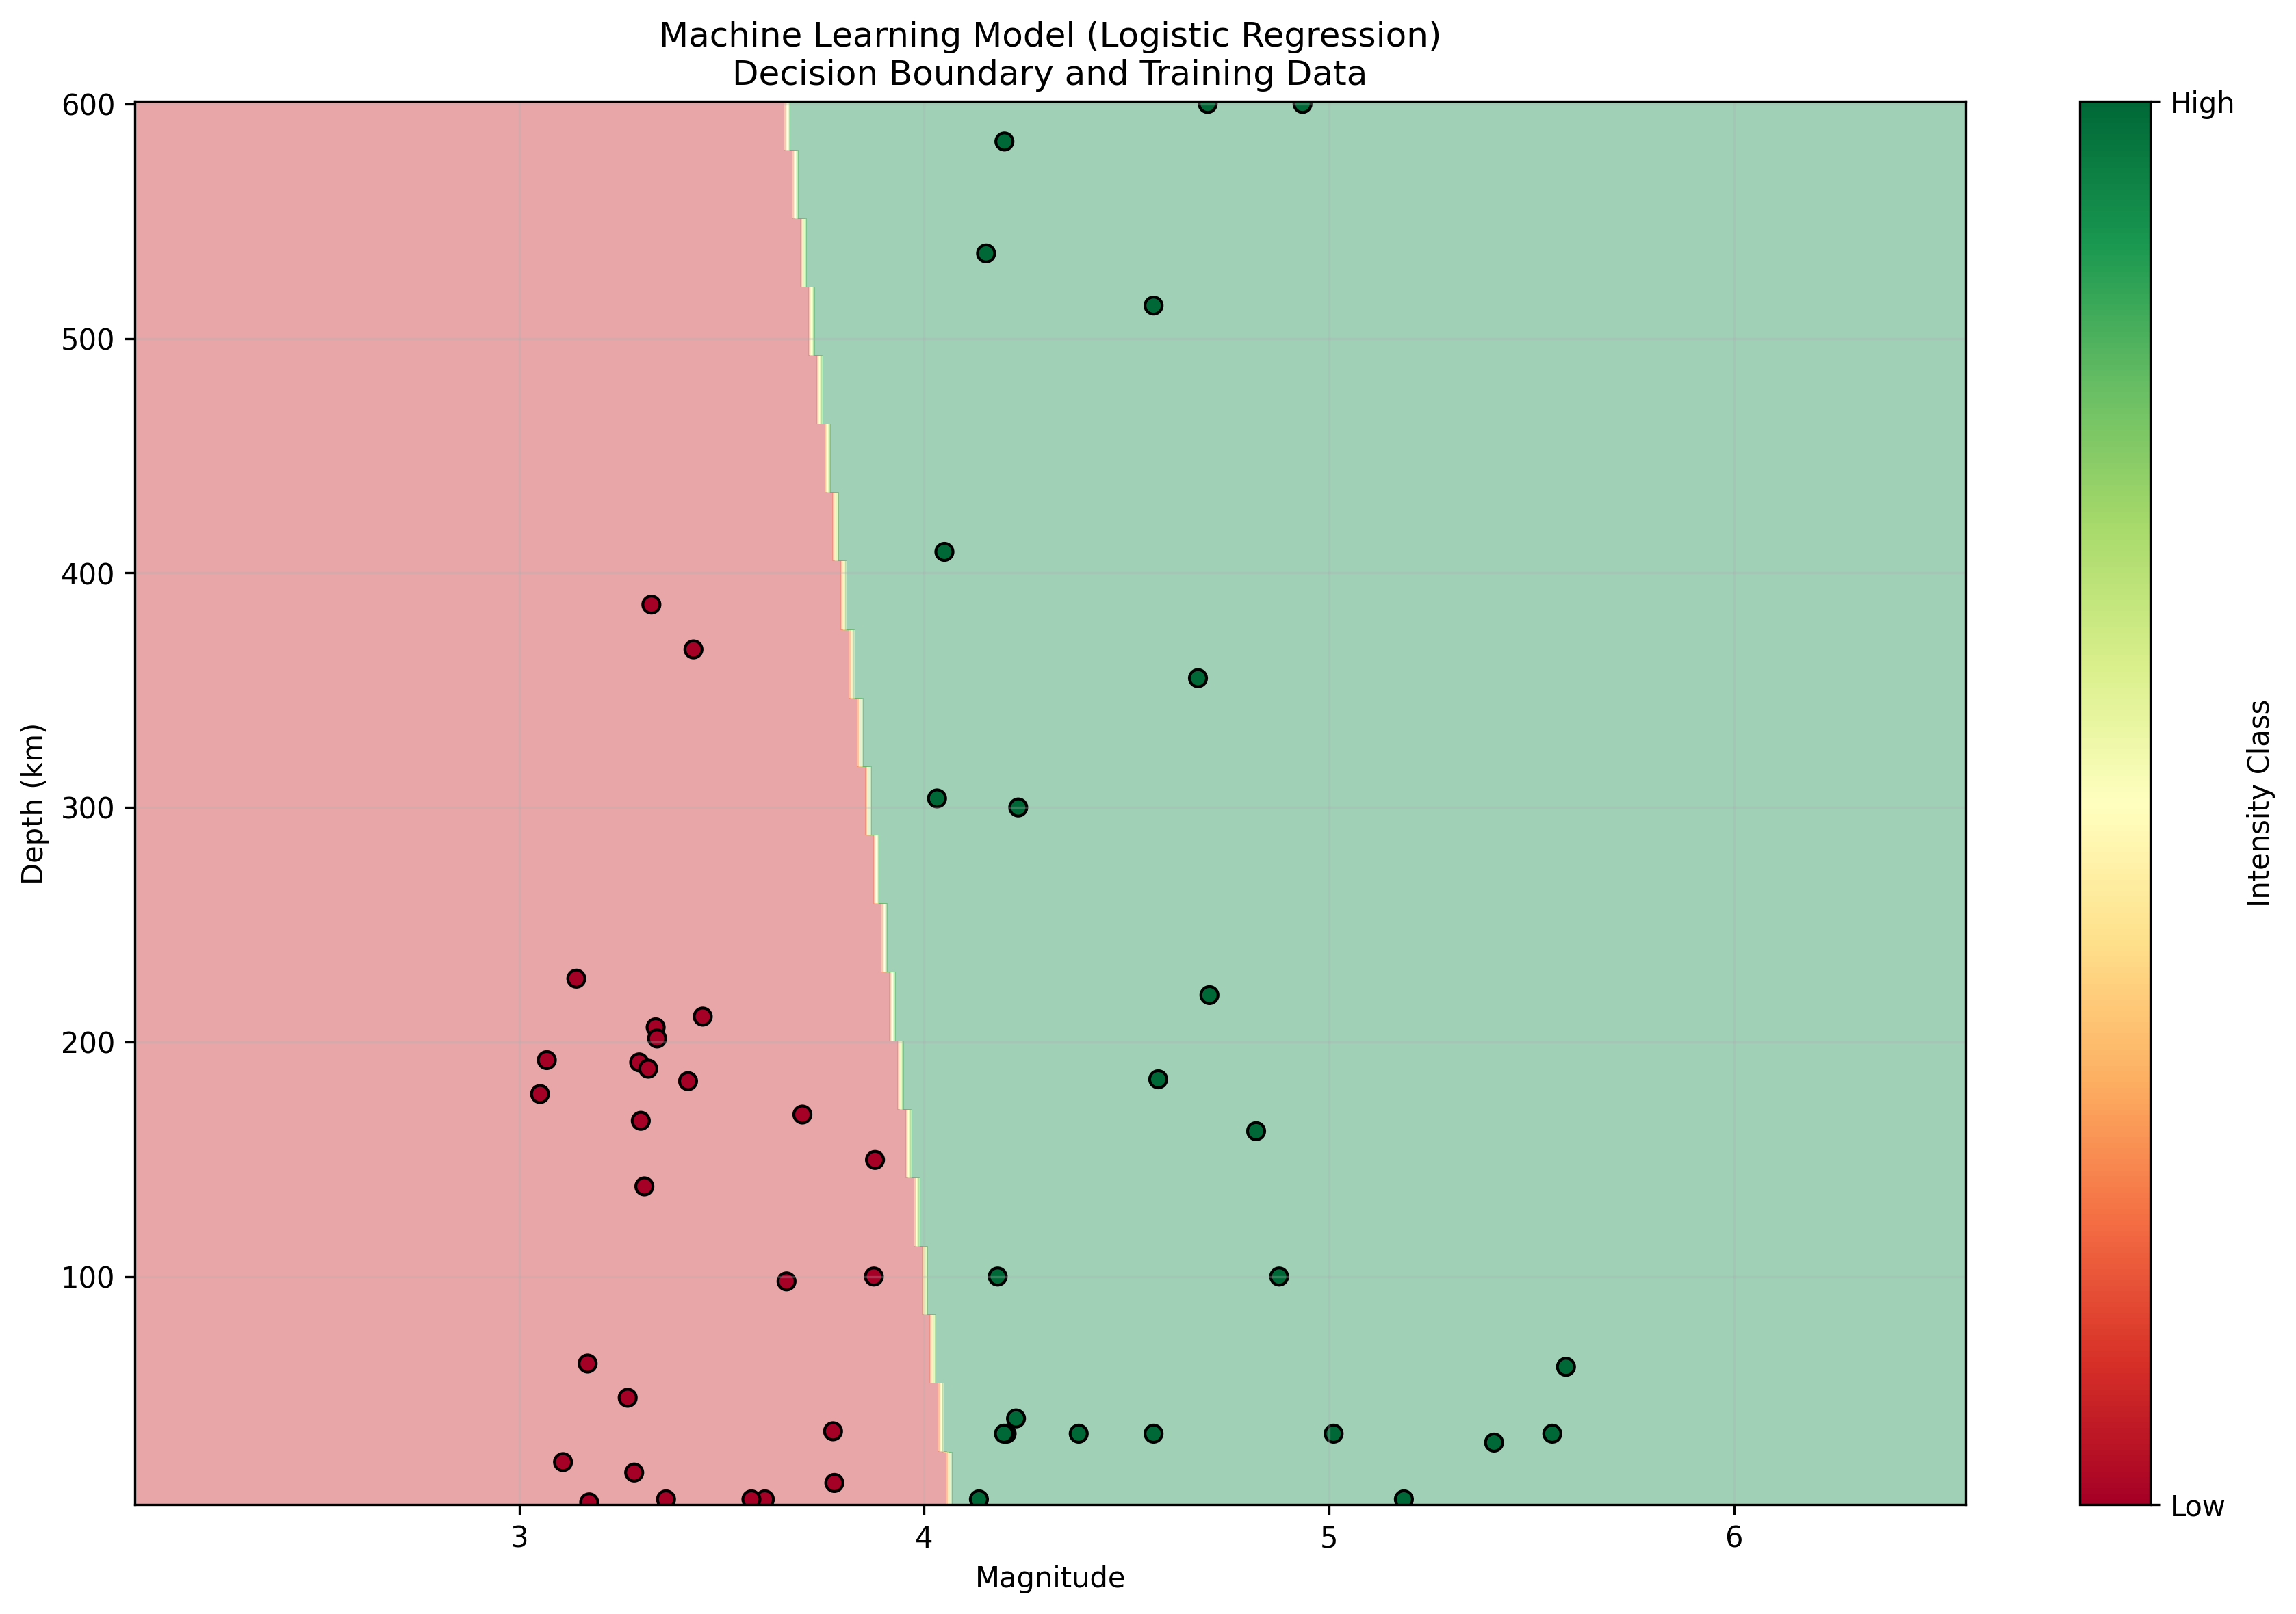 Machine Learning Model (Logistic Regression)
Decision Boundary and Training Data
600
500
400
300
200
100
Depth (km)
3
4
5
6
Magnitude
High
Low
Intensity Class